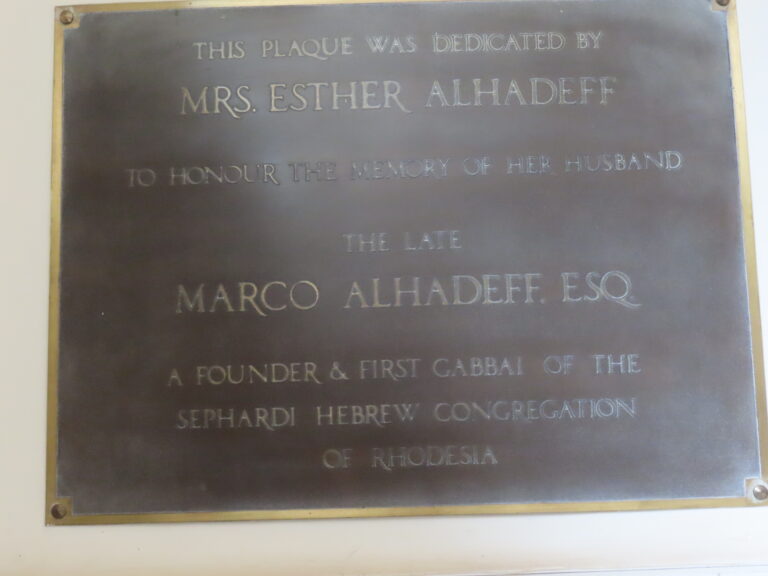 THIS PLAQUE WAS DEDICATED BY
MRS. ESTHER ALHADEFF
TO HONOUR THE MEMORY OF HER HUSBAND
THE LATE
MARCO ALHADEFF. ESQ.
A FOUNDER & FIRST GABBAI OF THE
SEPHARDI HEBREW CONGREGATION
OF RHODESIA